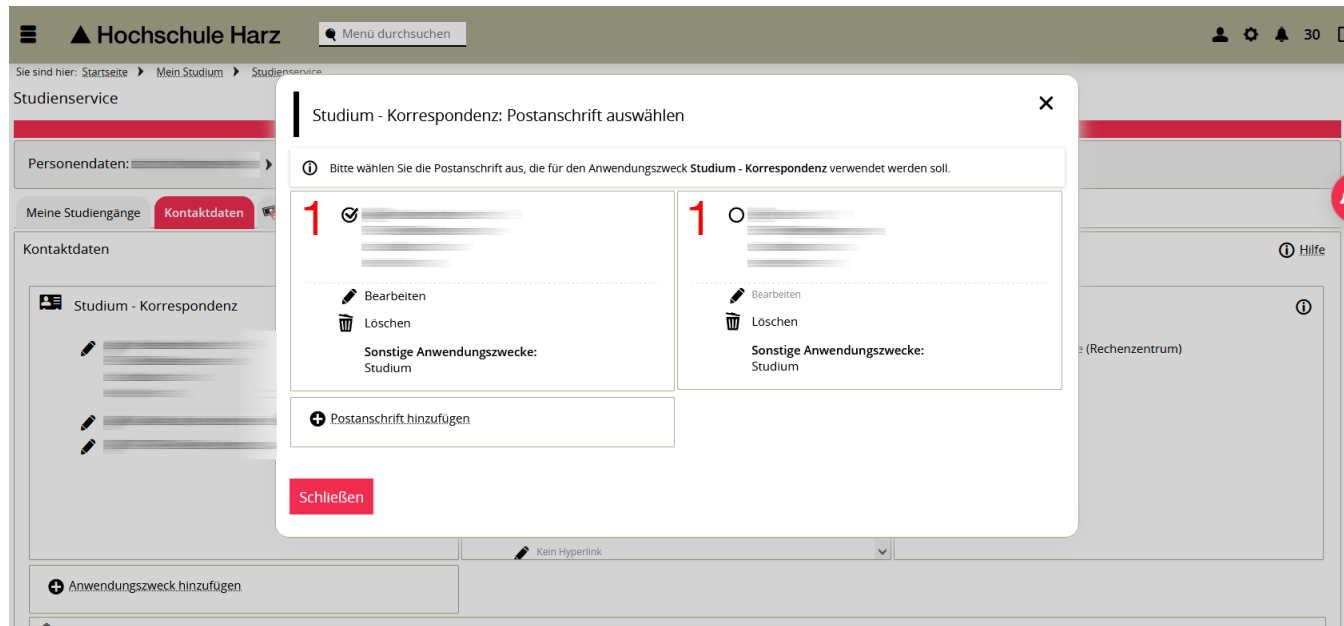 Hochschule Harz
Menü durchsuchen
30
Sie sind hier: Startseite Mein Studium Studienservice
Studienservice
Studium - Korrespondenz: Postanschrift auswählen
Personendaten:
Bitte wählen Sie die Postanschrift aus, die für den Anwendungszweck Studium - Korrespondenz verwendet werden soll.
Meine Studiengänge Kontaktdaten
1
1
Kontaktdaten
Hilfe
Studium - Korrespondenz
Bearbeiten
Löschen
Sonstige Anwendungszwecke:
Studium
Bearbeiten
Löschen
Sonstige Anwendungszwecke:
Studium
(Rechenzentrum)
Postanschrift hinzufügen
Schließen
Kein Hyperlink
Anwendungszweck hinzufügen